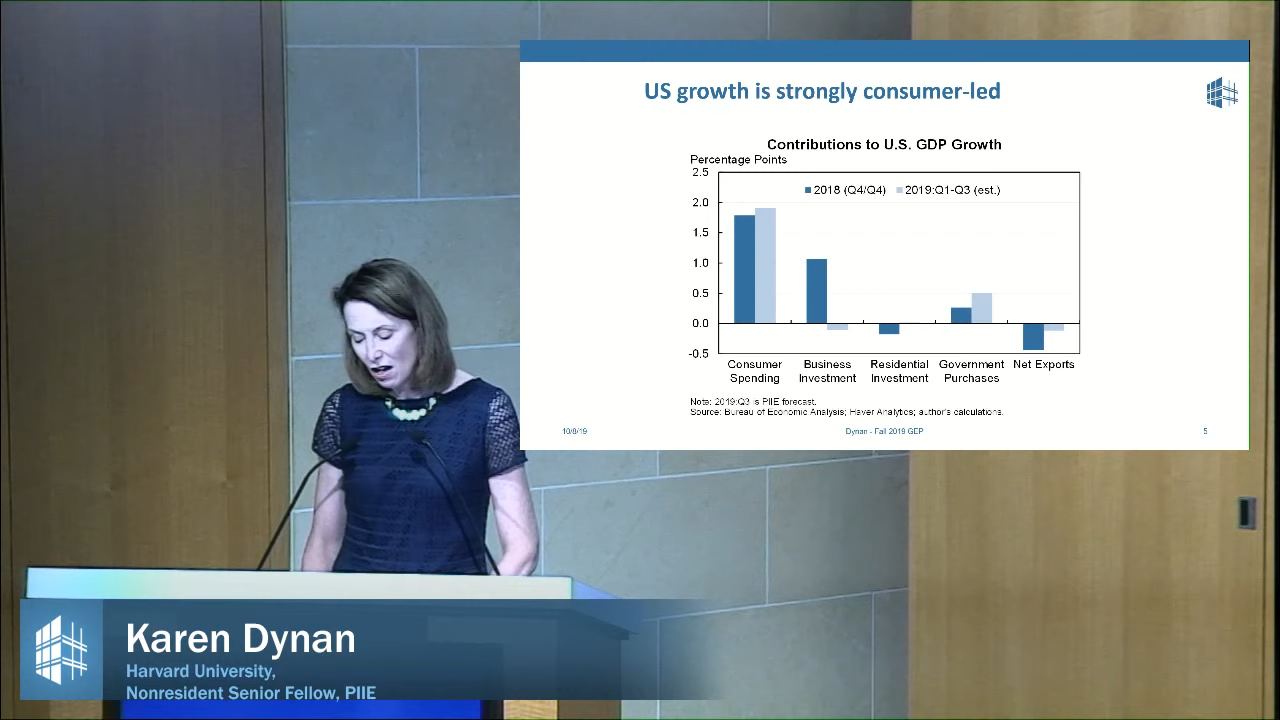 US growth is strongly consumer-led
Contributions to U.S. GDP Growth
Percentage Points
2.5
2018 (Q4/Q4) 2019:Q1-Q3 (est.)
2.0
1.5
1.0
0.5
0.0
-0.5
Consumer Business Residential Government Net Exports
Spending Investment Investment Purchases
Note: 2019:Q3 is PIIE forecast.
Source: Bureau of Economic Analysis; Haver Analytics; author's calculations.
10/8/19 Dynan - Fall 2019 GEP 5
Karen Dynan
Harvard University,
Nonresident Senior Fellow, PIIE